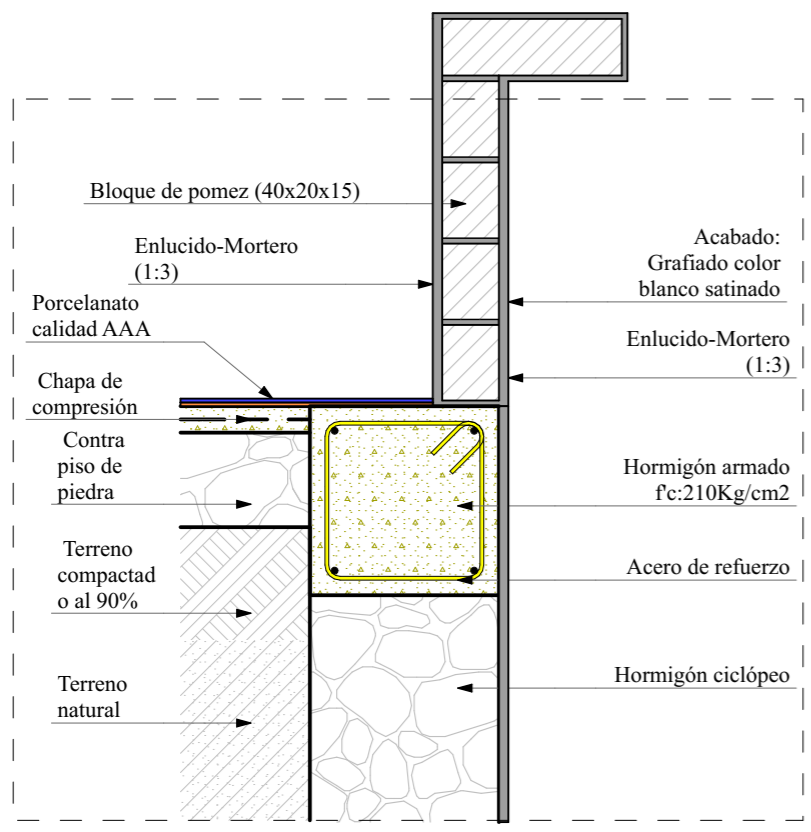 Bloque de pomez (40x20x15)
Enlucido-Mortero
(1:3)
Porcelanato
calidad AAA
Chapa de
compresión
Contra
piso de
piedra
Terreno
compactad
o al 90%
Terreno
natural
Acabado:
Grafiado color
blanco satinado
Enlucido-Mortero
(1:3)
Hormigón armado
f'c:210Kg/cm2
Acero de refuerzo
Hormigón ciclópeo